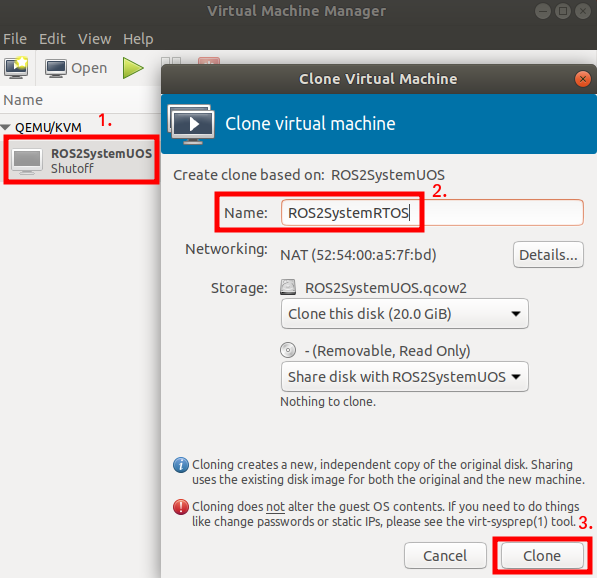 Virtual Machine Manager
File Edit View Help
Open
Name
1.
QEMU/KVM
ROS2SystemUOS
Shutoff
Clone Virtual Machine
Clone virtual machine
Create clone based on: ROS2SystemUOS
2.
Name: ROS2SystemRTOS
Networking: NAT (52:54:00:a5:7f:bd) Details...
Storage: ROS2SystemUOS.qcow2
Clone this disk (20.0 GiB)
- (Removable, Read Only)
Share disk with ROS2SystemUOS
Nothing to clone.
Cloning creates a new, independent copy of the original disk. Sharing
uses the existing disk image for both the original and the new machine.
Cloning does not alter the guest OS contents. If you need to do things
like change passwords or static IPs, please see the virt-sysprep(1) tool.
3.
Cancel Clone